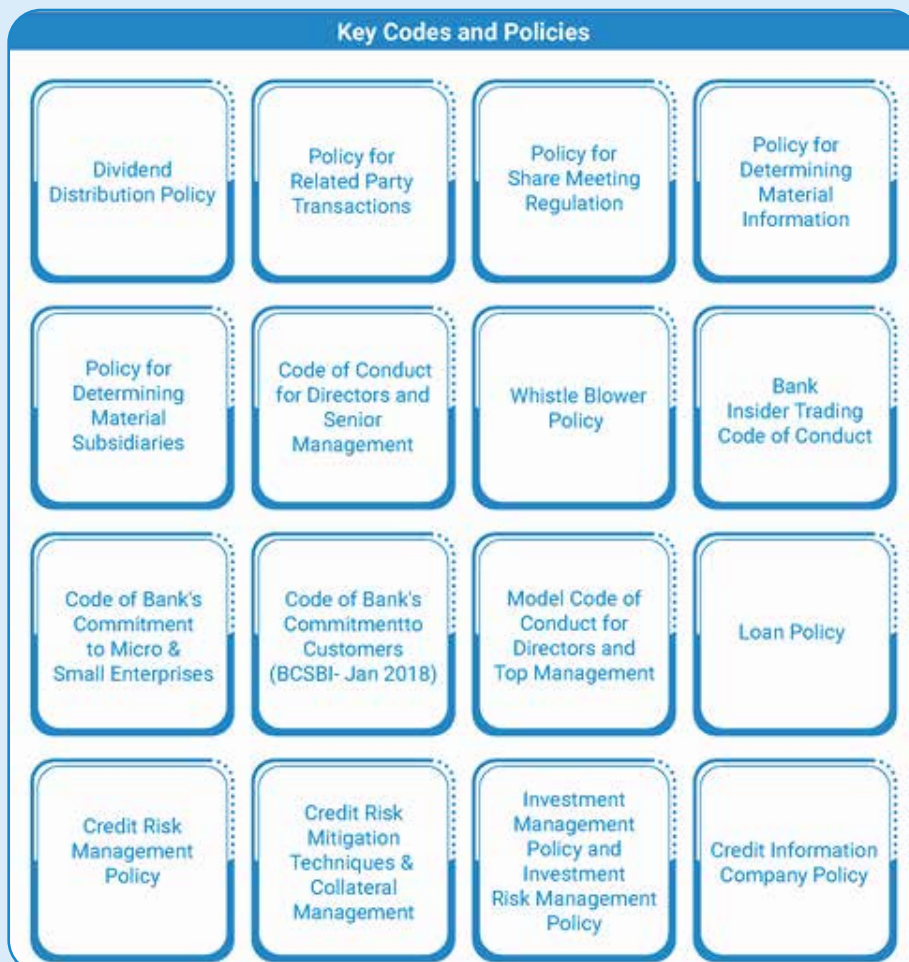 Key Codes and Policies
Dividend
Distribution Policy
Policy for
Related Party
Transactions
Policy for
Share Meeting
Regulation
Policy for
Determining
Material
Information
Policy for
Determining
Material
Subsidiaries
Code of Conduct
for Directors and
Senior
Management
Whistle Blower
Policy
Bank
Insider Trading
Code of Conduct
Code of Bank's
Commitment
to Micro &
Small Enterprises
Code of Bank's
Commitmentto
Customers
(BCSBI- Jan 2018)
Model Code of
Conduct for
Directors and
Top Management
Loan Policy
Credit Risk
Management
Policy
Credit Risk
Mitigation
Techniques &
Collateral
Management
Investment
Management
Policy and
Investment
Risk Management
Policy
Credit Information
Company Policy